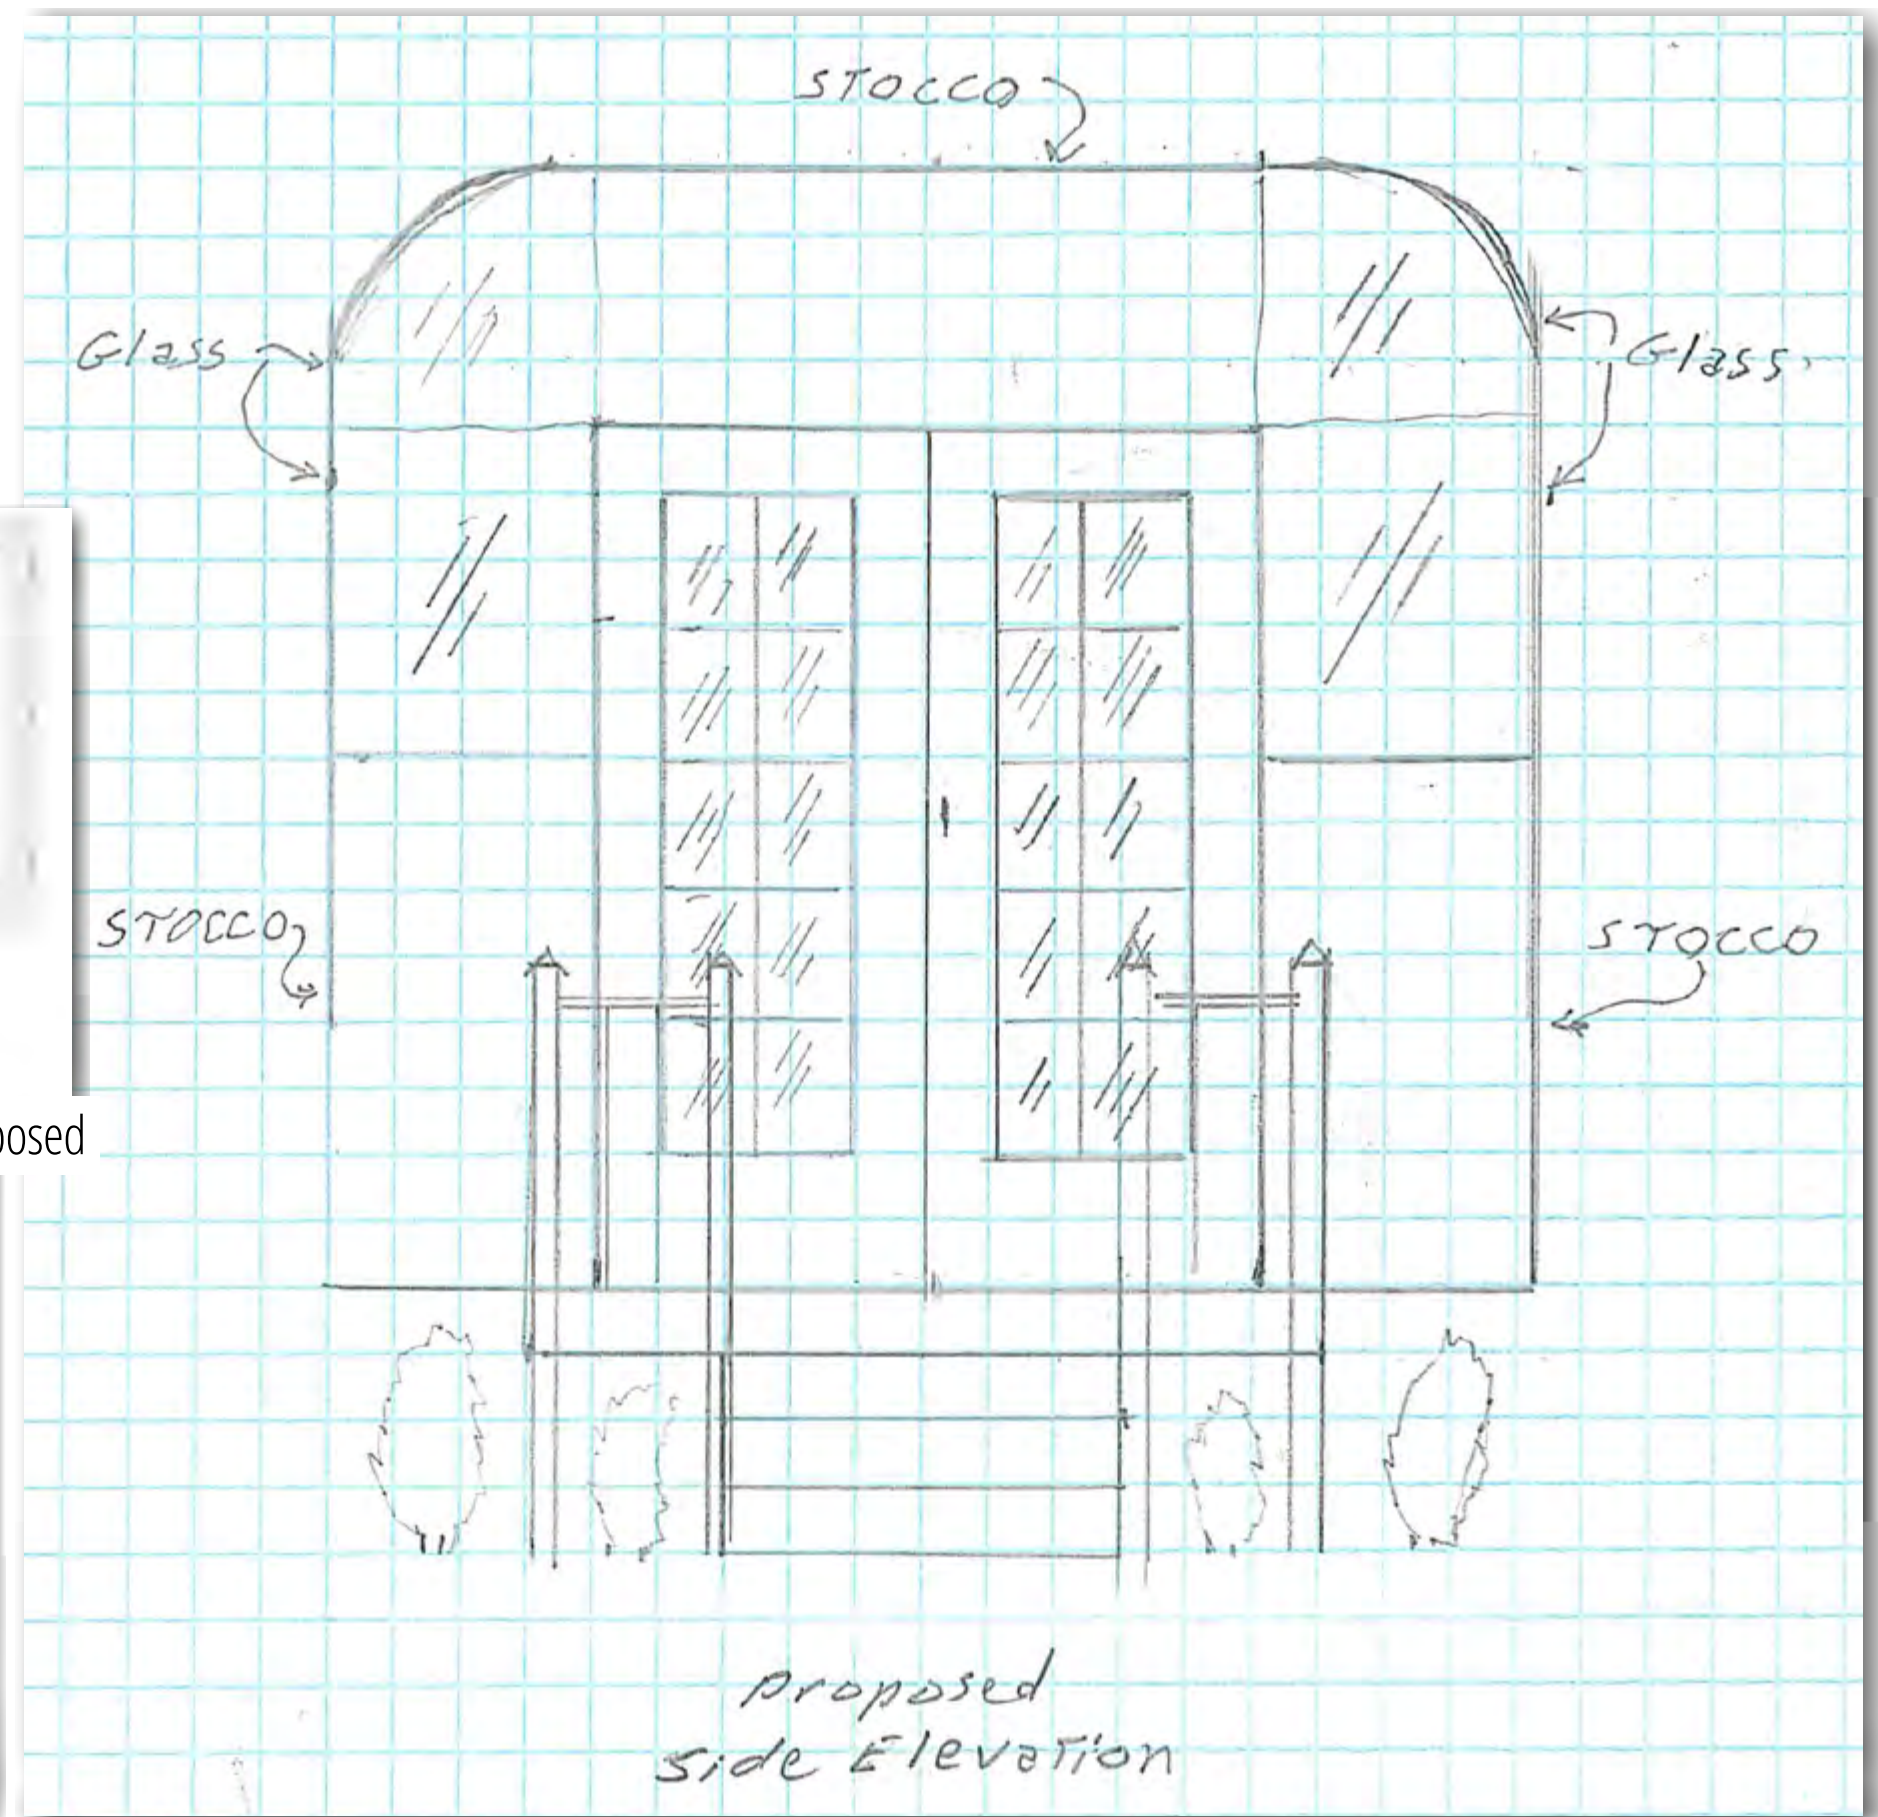 STOCCO
Glass
Glass
STOCCO
STOCCO
posed
proposed
side Elevation